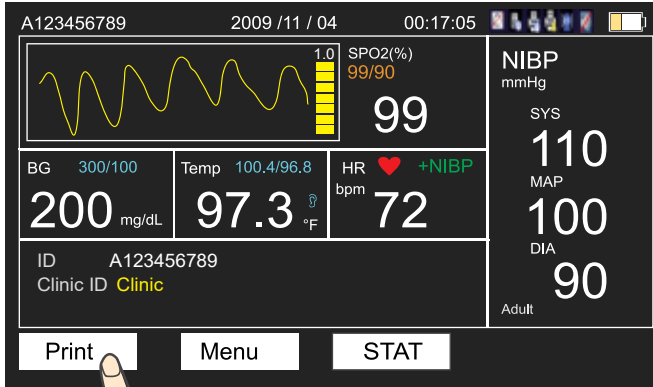 A123456789 2009 /11 / 04 00:17:05
1.0 SPO2(%)
99/90
99
NIBP
mmHg
SYS
110
MAP
100
DIA
90
Adult
BG 300/100
200 mg/dL
Temp 100.4/96.8
97.3 °F
HR +NIBP
bpm 72
ID A123456789
Clinic ID Clinic
Print Menu STAT